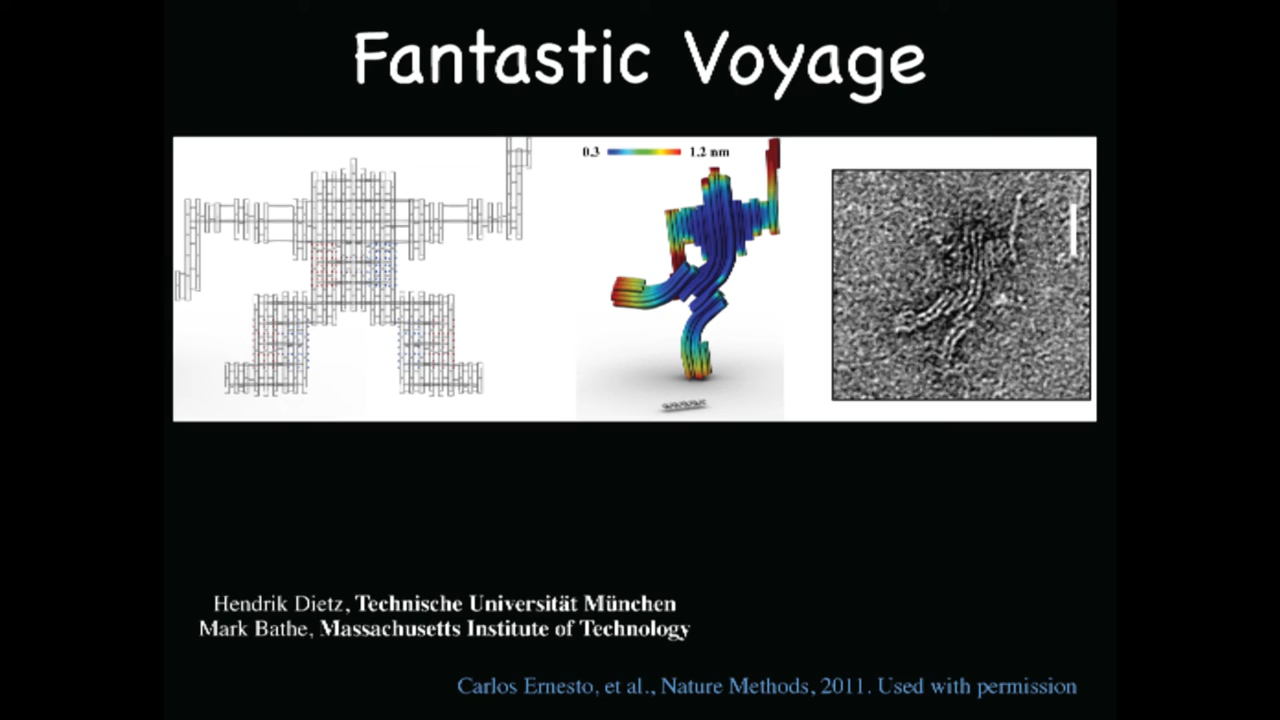 Fantastic Voyage
0.3 1.2 nm
Hendrik Dietz, Technische Universität München
Mark Bathe, Massachusetts Institute of Technology
Carlos Ernesto, et al., Nature Methods, 2011. Used with permission